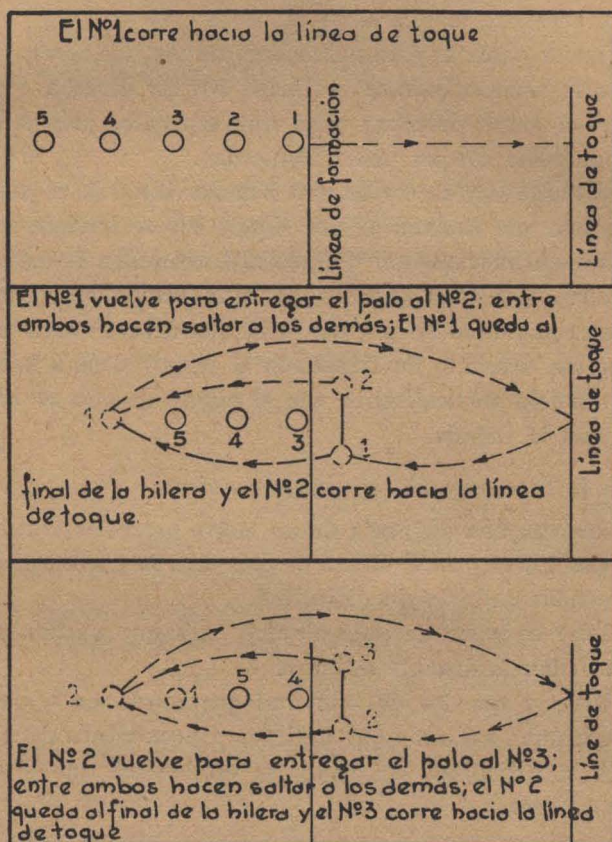 El Nº1 corre hacia la línea de toque
5 4 3 2 1
Línea de formación
Línea de toque
El Nº1 vuelve para entregar el palo al Nº2; entre
ambos hacen saltar a los demás; El Nº1 queda al
2
1
5 4 3
1
Línea de toque
final de la hilera y el Nº2 corre hacia la línea
de toque.
3
2 1 5 4
2
Líne de toque
El Nº 2 vuelve para entregar el palo al Nº3;
entre ambos hacen saltar a los demás; el Nº2
queda al final de la hilera y el Nº3 corre hacia la línea
de toque